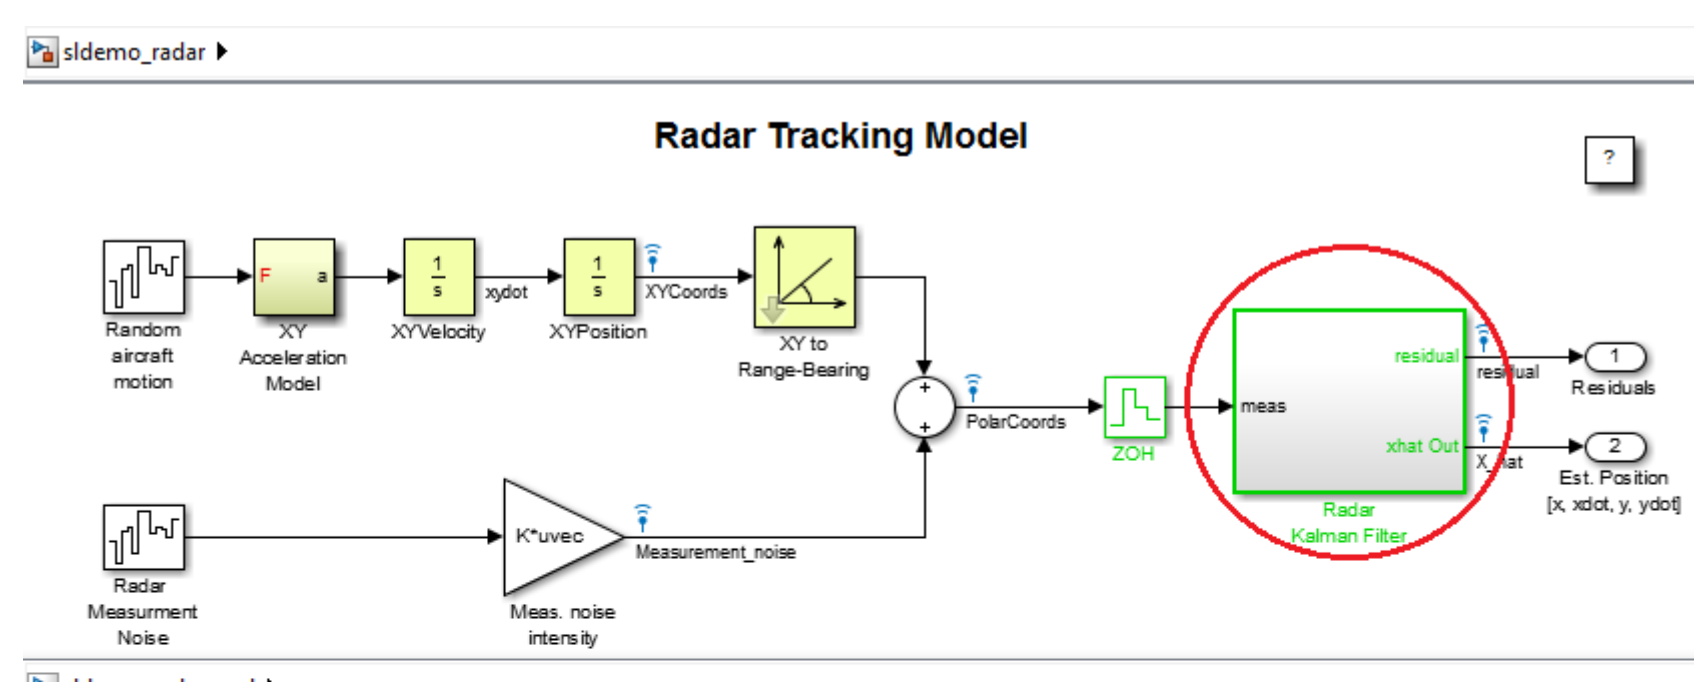 sldemo_radar
Radar Tracking Model
?
Random
aircraft
motion
F a
XY
Acceleration
Model
1
s
XYVelocity
xydot
1
s
XYPosition
XYCoords
XY to
Range-Bearing
+
+
PolarCoords
ZOH
meas
residual
xhat Out
Radar
Kalman Filter
residual
X_hat
1
Residuals
2
Est. Position
[x, xdot, y, ydot]
Radar
Measurment
Noise
K*uvec
Meas. noise
intensity
Measurement_noise